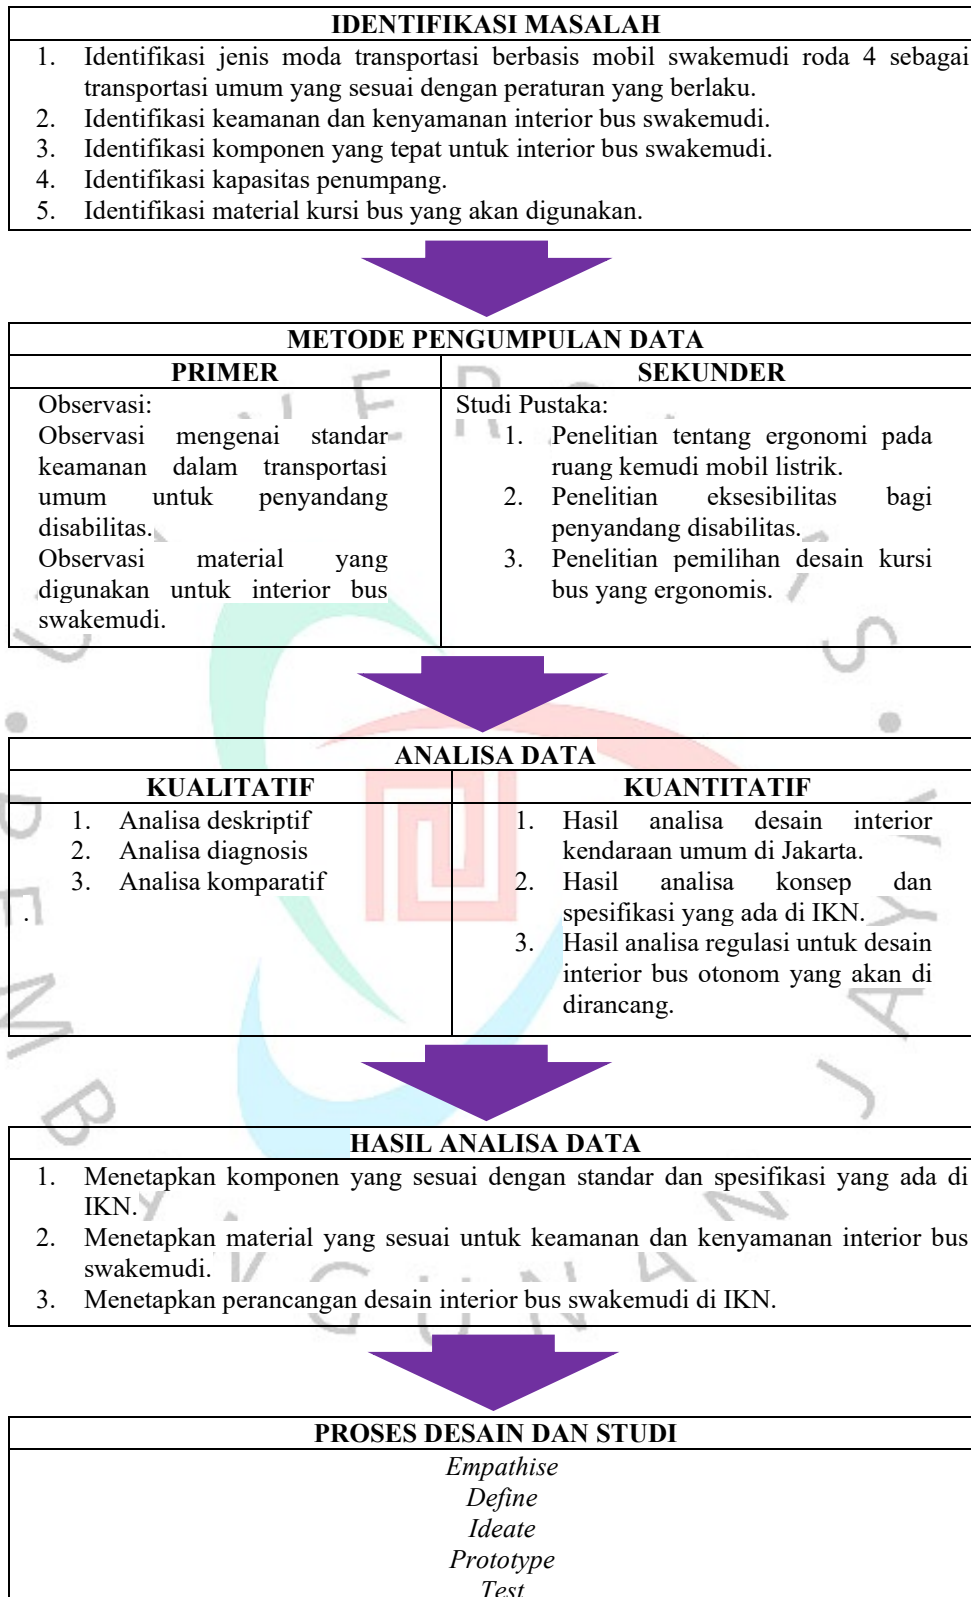 IDENTIFIKASI MASALAH
1. Identifikasi jenis moda transportasi berbasis mobil swakemudi roda 4 sebagai
transportasi umum yang sesuai dengan peraturan yang berlaku.
2. Identifikasi keamanan dan kenyamanan interior bus swakemudi.
3. Identifikasi komponen yang tepat untuk interior bus swakemudi.
4. Identifikasi kapasitas penumpang.
5. Identifikasi material kursi bus yang akan digunakan.
METODE PENGUMPULAN DATA
PRIMER
Observasi:
Observasi mengenai standar
keamanan dalam transportasi
umum untuk penyandang
disabilitas.
Observasi material yang
digunakan untuk interior bus
swakemudi.
SEKUNDER
Studi Pustaka:
1. Penelitian tentang ergonomi pada
ruang kemudi mobil listrik.
2. Penelitian eksesibilitas bagi
penyandang disabilitas.
3. Penelitian pemilihan desain kursi
bus yang ergonomis.
ANALISA DATA
KUALITATIF
1. Analisa deskriptif
2. Analisa diagnosis
3. Analisa komparatif
.
KUANTITATIF
1. Hasil analisa desain interior
kendaraan umum di Jakarta.
2. Hasil analisa konsep dan
spesifikasi yang ada di IKN.
3. Hasil analisa regulasi untuk desain
interior bus otonom yang akan di
dirancang.
HASIL ANALISA DATA
1. Menetapkan komponen yang sesuai dengan standar dan spesifikasi yang ada di
IKN.
2. Menetapkan material yang sesuai untuk keamanan dan kenyamanan interior bus
swakemudi.
3. Menetapkan perancangan desain interior bus swakemudi di IKN.
PROSES DESAIN DAN STUDI
Empathise
Define
Ideate
Prototype
Test